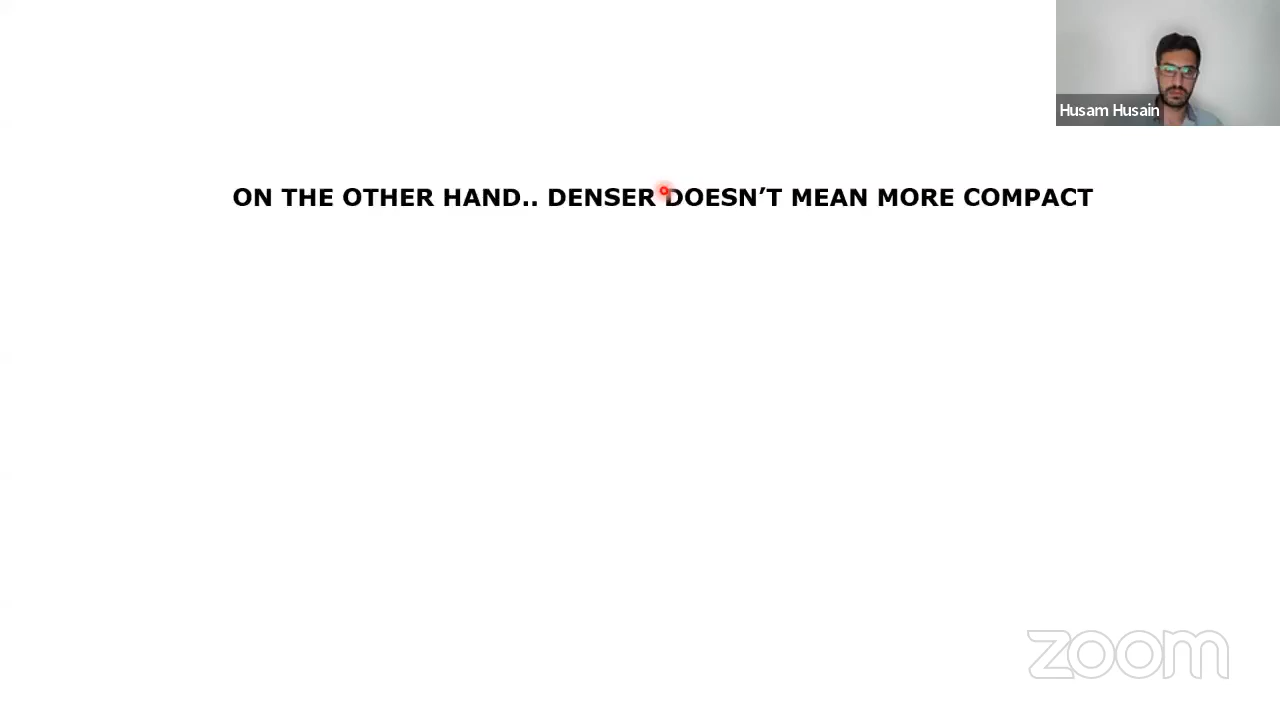 Husam Husain
ON THE OTHER HAND.. DENSER DOESN’T MEAN MORE COMPACT
zoom